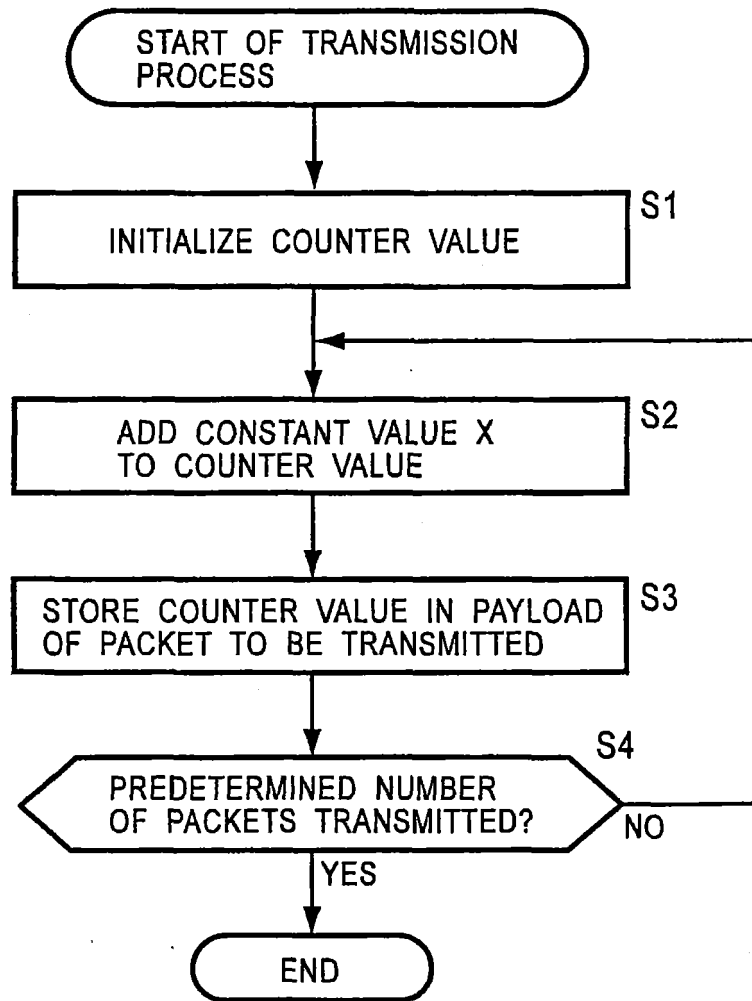 START OF TRANSMISSION
PROCESS
S1
INITIALIZE COUNTER VALUE
S2
ADD CONSTANT VALUE X
TO COUNTER VALUE
S3
STORE COUNTER VALUE IN PAYLOAD
OF PACKET TO BE TRANSMITTED
S4
PREDETERMINED NUMBER
OF PACKETS TRANSMITTED?
NO
YES
END